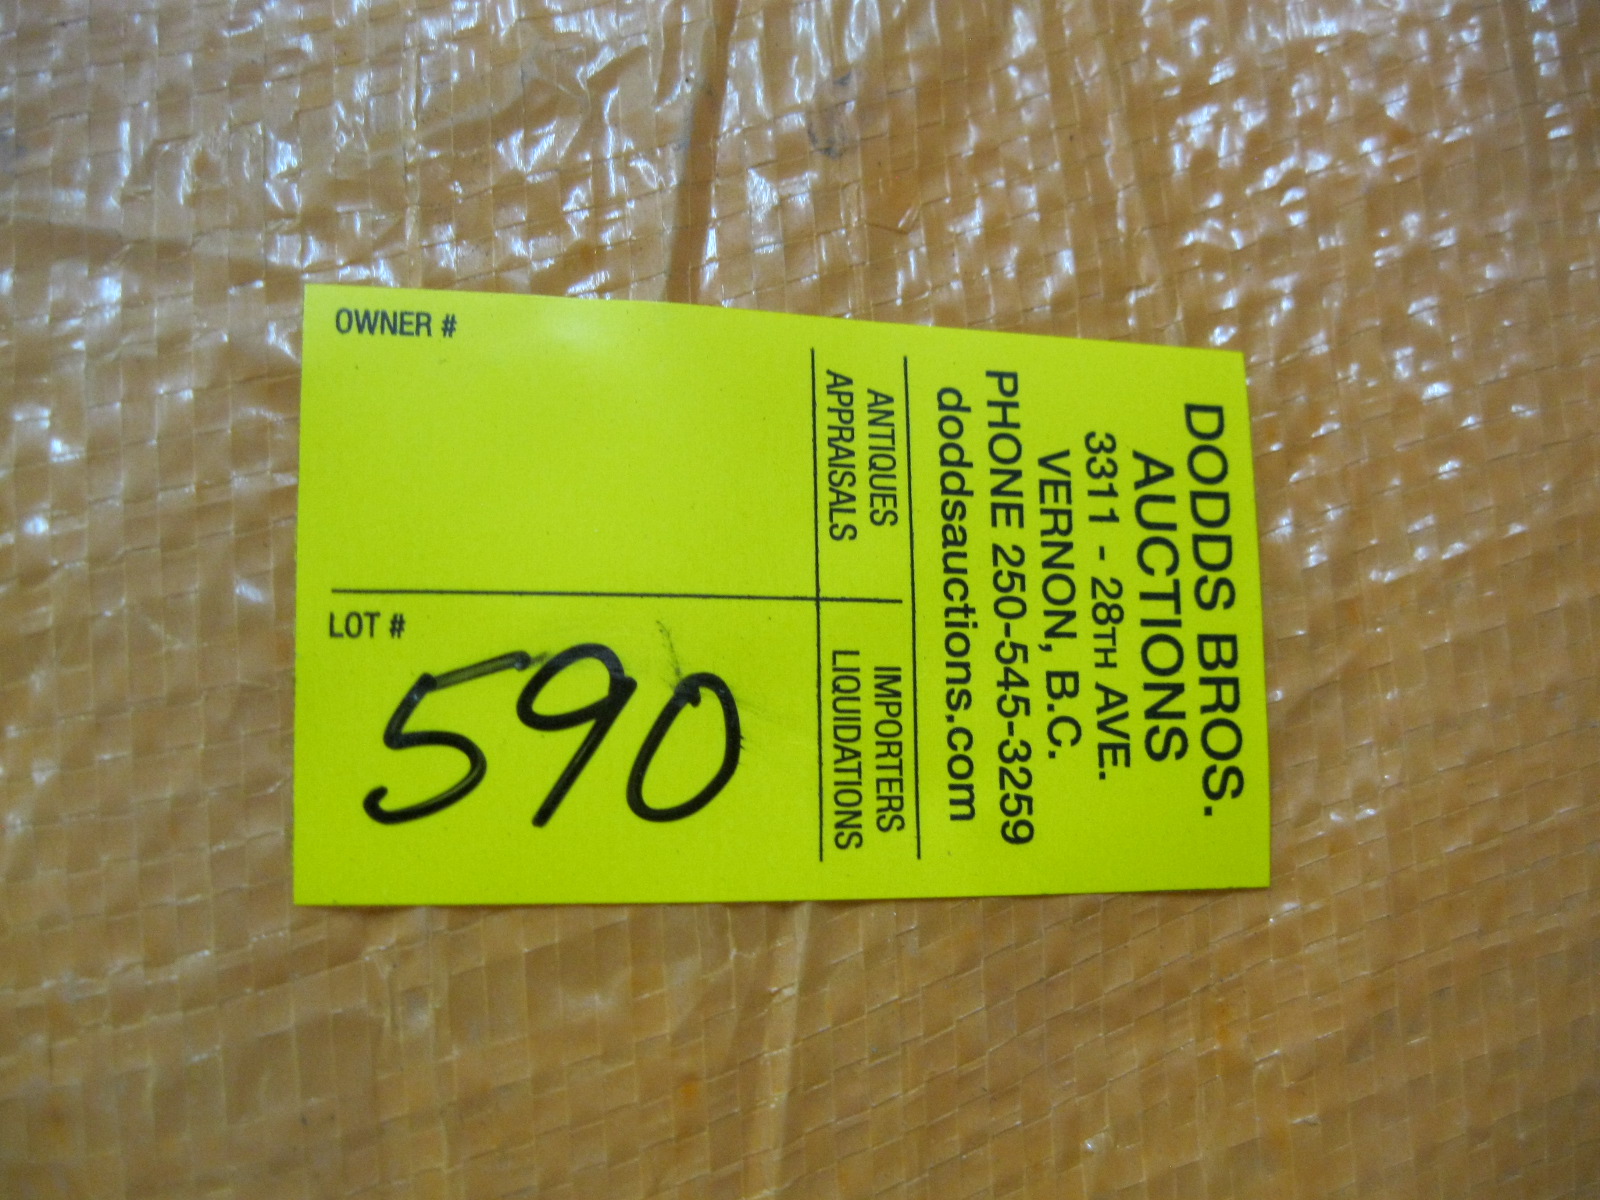 DODDS BROS.
AUCTIONS
3311 - 28TH AVE.
VERNON, B.C.
PHONE 250-545-3259
doddsauctions.com
ANTIQUES
APPRAISALS
IMPORTERS
LIQUIDATIONS
OWNER #
LOT #
590